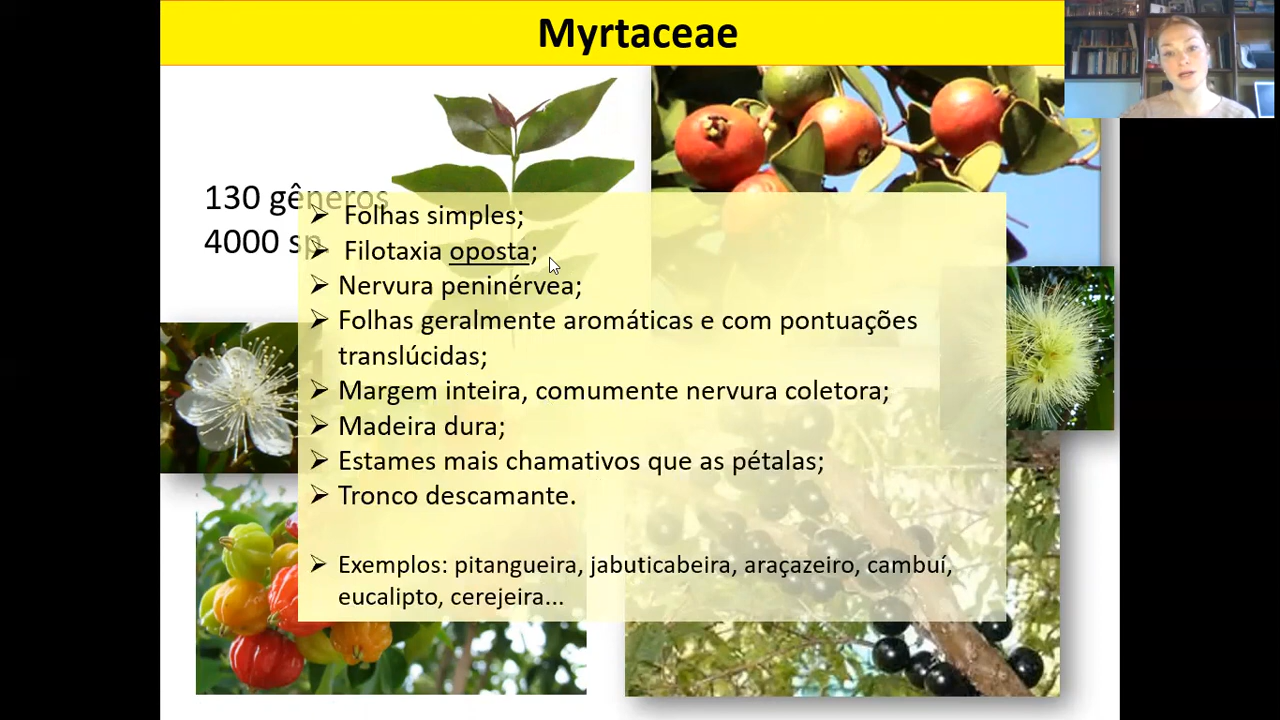 Myrtaceae
130 gêneros
4000 sp
➢ Folhas simples;
➢ Filotaxia oposta;
➢ Nervura peninérvea;
➢ Folhas geralmente aromáticas e com pontuações
translúcidas;
➢ Margem inteira, comumente nervura coletora;
➢ Madeira dura;
➢ Estames mais chamativos que as pétalas;
➢ Tronco descamante.
➢ Exemplos: pitangueira, jabuticabeira, araçazeiro, cambuí,
eucalipto, cerejeira...